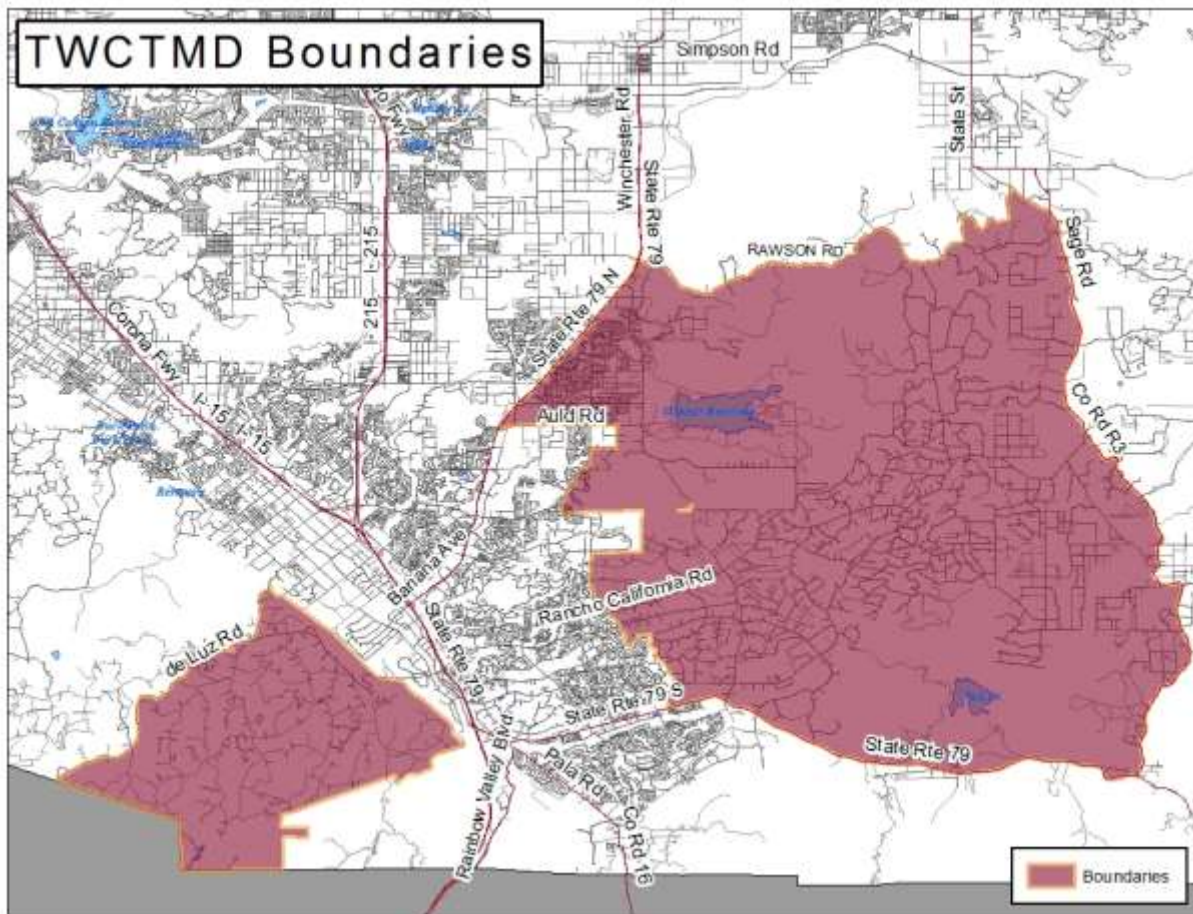 TWCTMD Boundaries
Simpson Rd
Winchester Rd
State Rte 79
State St
RAWSON RD
Sage Rd
I- 215
I- 215
State Rte 79 N
Corona Fwy
I- 15
I- 15
Auld Rd
Co Rd R3
Banana Ave
Rancho California Rd
de Luz Rd
State Rte 79
State Rte 79 S
State Rte 79
Pala Rd
Rainbow Valley Blvd
Co Rd 16
Boundaries